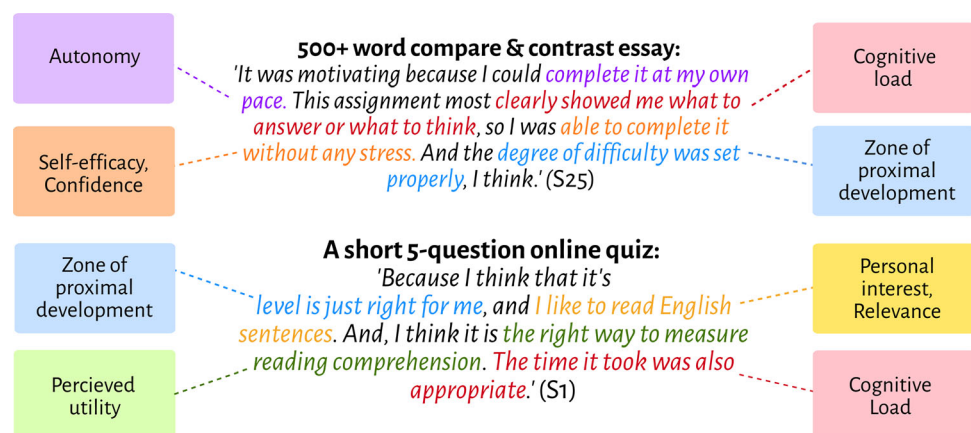 Autonomy
Self-efficacy,
Confidence
500+ word compare & contrast essay:
'It was motivating because I could complete it at my own
pace. This assignment most clearly showed me what to
answer or what to think, so I was able to complete it
without any stress. And the degree of difficulty was set
properly, I think.' (S25)
Cognitive
load
Zone of
proximal
development
Zone of
proximal
development
Percieved
utility
A short 5-question online quiz:
'Because I think that it's
level is just right for me, and I like to read English
sentences. And, I think it is the right way to measure
reading comprehension. The time it took was also
appropriate.' (S1)
Personal
interest,
Relevance
Cognitive
Load